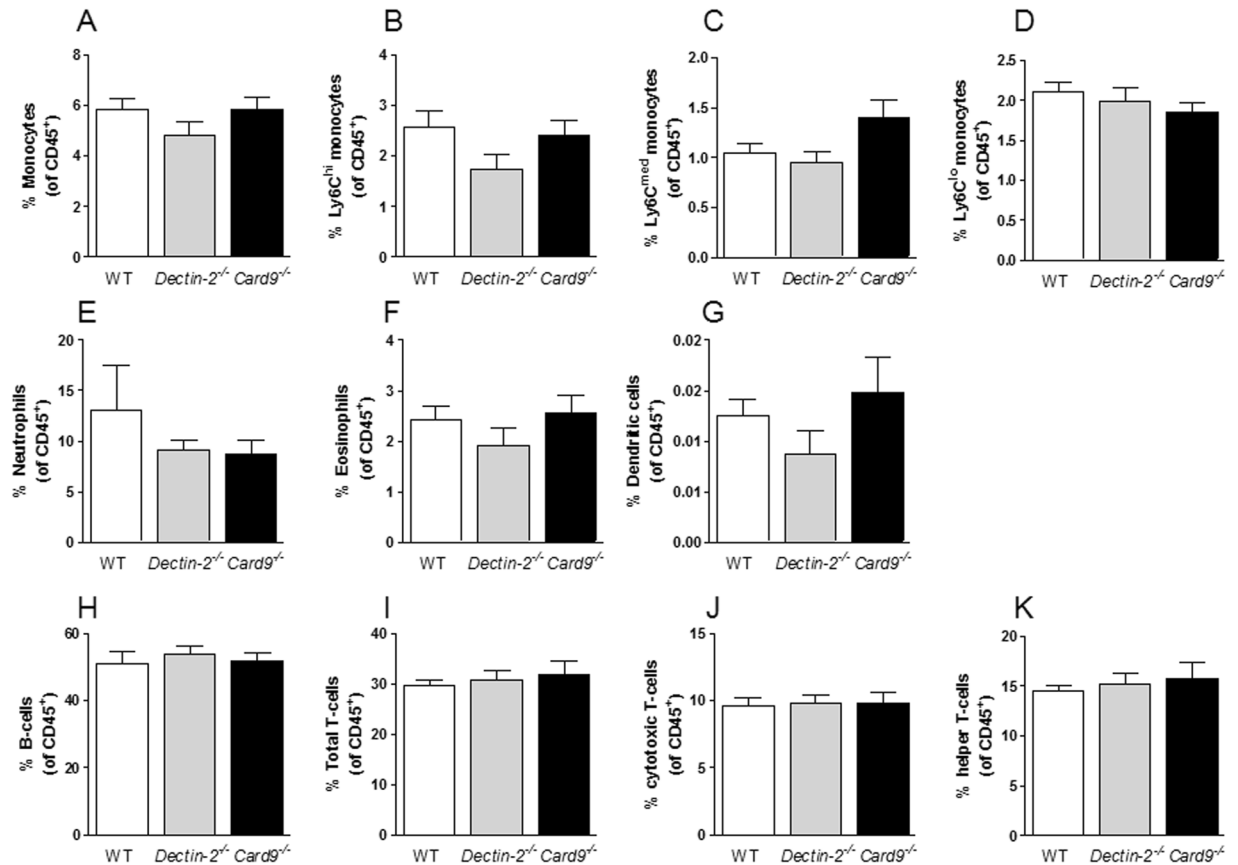 A
% Monocytes
(of CD45⁺)
8
6
4
2
0
WT Dectin-2⁻/⁻ Card9⁻/⁻
B
% Ly6Cʰⁱ monocytes
(of CD45⁺)
4
3
2
1
0
WT Dectin-2⁻/⁻ Card9⁻/⁻
C
% Ly6Cᵐᵉᵈ monocytes
(of CD45⁺)
2.0
1.5
1.0
0.5
0.0
WT Dectin-2⁻/⁻ Card9⁻/⁻
D
% Ly6Cˡᵒ monocytes
(of CD45⁺)
2.5
2.0
1.5
2.0
0.0
WT Dectin-2⁻/⁻ Card9⁻/⁻
E
% Neutrophils
(of CD45⁺)
20
15
10
5
0
WT Dectin-2⁻/⁻ Card9⁻/⁻
F
% Eosinophils
(of CD45⁺)
4
3
2
1
0
WT Dectin-2⁻/⁻ Card9⁻/⁻
G
% Dendritic cells
(of CD45⁺)
0.02
0.02
0.01
0.01
0.00
WT Dectin-2⁻/⁻ Card9⁻/⁻
H
% B-cells
(of CD45⁺)
60
40
20
0
WT Dectin-2⁻/⁻ Card9⁻/⁻
I
% Total T-cells
(of CD45⁺)
40
30
20
10
0
WT Dectin-2⁻/⁻ Card9⁻/⁻
J
% cytotoxic T-cells
(of CD45⁺)
15
10
5
0
WT Dectin-2⁻/⁻ Card9⁻/⁻
K
% helper T-cells
(of CD45⁺)
20
15
10
5
0
WT Dectin-2⁻/⁻ Card9⁻/⁻